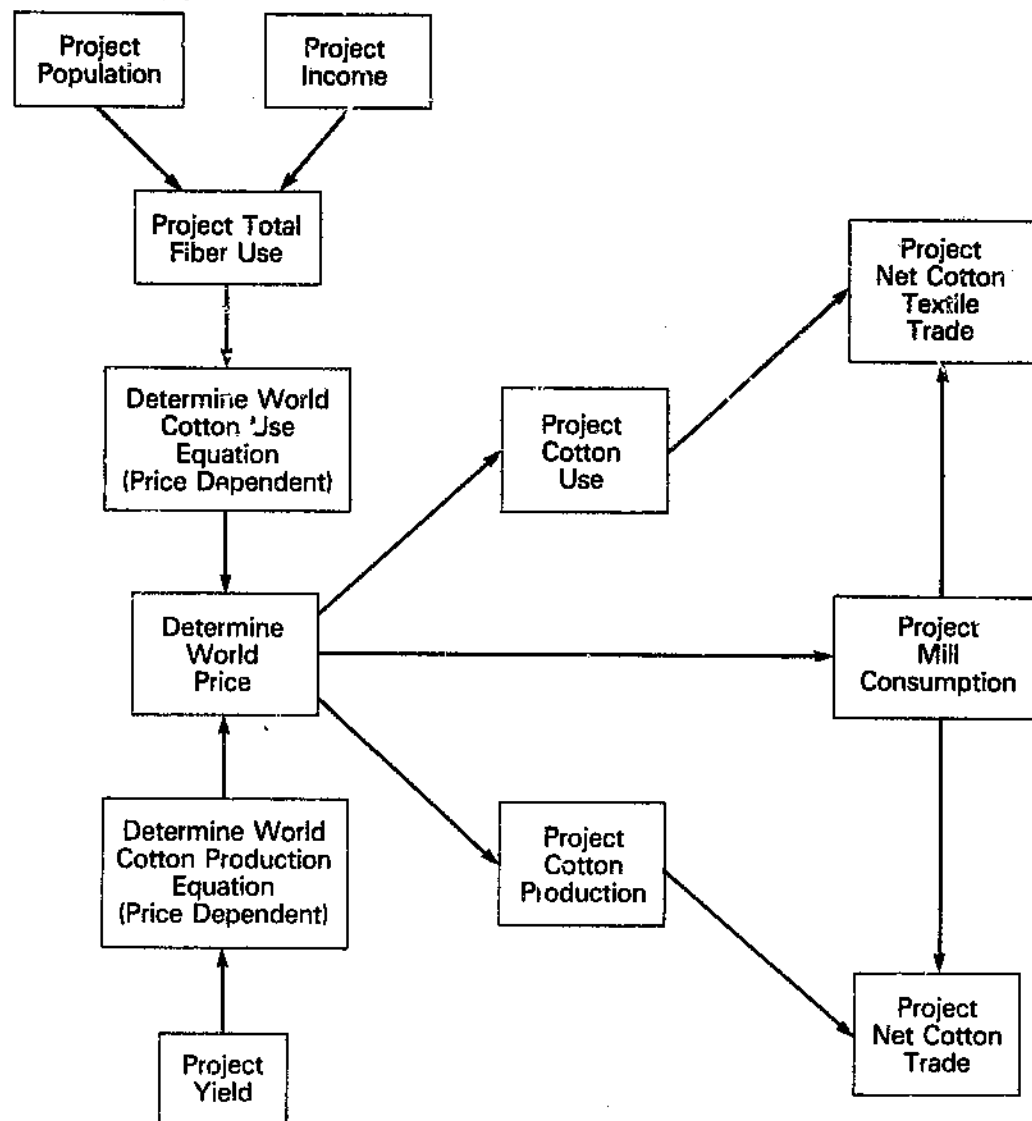 Project
Population
Project
Income
Project Total
Fiber Use
Determine World
Cotton Use
Equation
(Price Dependent)
Determine
World
Price
Determine World
Cotton Production
Equation
(Price Dependent)
Project
Yield
Project
Cotton
Use
Project
Cotton
Production
Project
Net Cotton
Textile
Trade
Project
Mill
Consumption
Project
Net Cotton
Trade